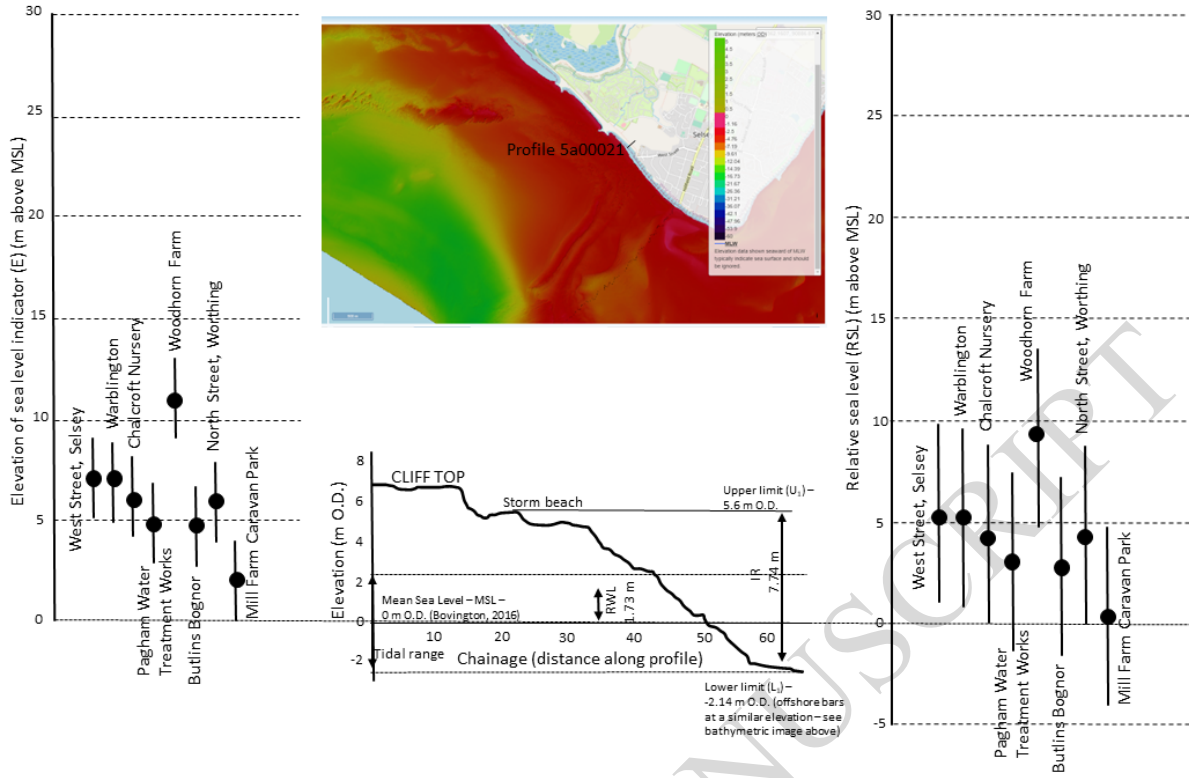 Elevation of sea level indicator (E) (m above MSL)
30
25
20
15
10
5
0
West Street, Selsey
Warblington
Chalcroft Nursery
Pagham Water
Treatment Works
Woodhorn Farm
Butlins Bognor
North Street, Worthing
Mill Farm Caravan Park
Profile 5a00021
Elevation (meters OD)
Elevation data shown seaward of MLW
typically indicate sea surface and should
be ignored.
Elevation (m O.D.)
8
6
4
2
0
-2
CLIFF TOP
Storm beach
Upper limit (U₁) –
5.6 m O.D.
IR
7.74 m
RWL
1.73 m
Mean Sea Level – MSL –
0 m O.D. (Bovington, 2016)
10
20
30
40
50
60
Tidal range
Chainage (distance along profile)
Lower limit (L₁) –
-2.14 m O.D. (offshore bars
at a similar elevation – see
bathymetric image above)
Relative sea level (RSL) (m above MSL)
30
25
20
15
10
5
0
-5
West Street, Selsey
Warblington
Chalcroft Nursery
Pagham Water
Treatment Works
Woodhorn Farm
Butlins Bognor
North Street, Worthing
Mill Farm Caravan Park
NUSCRIPT